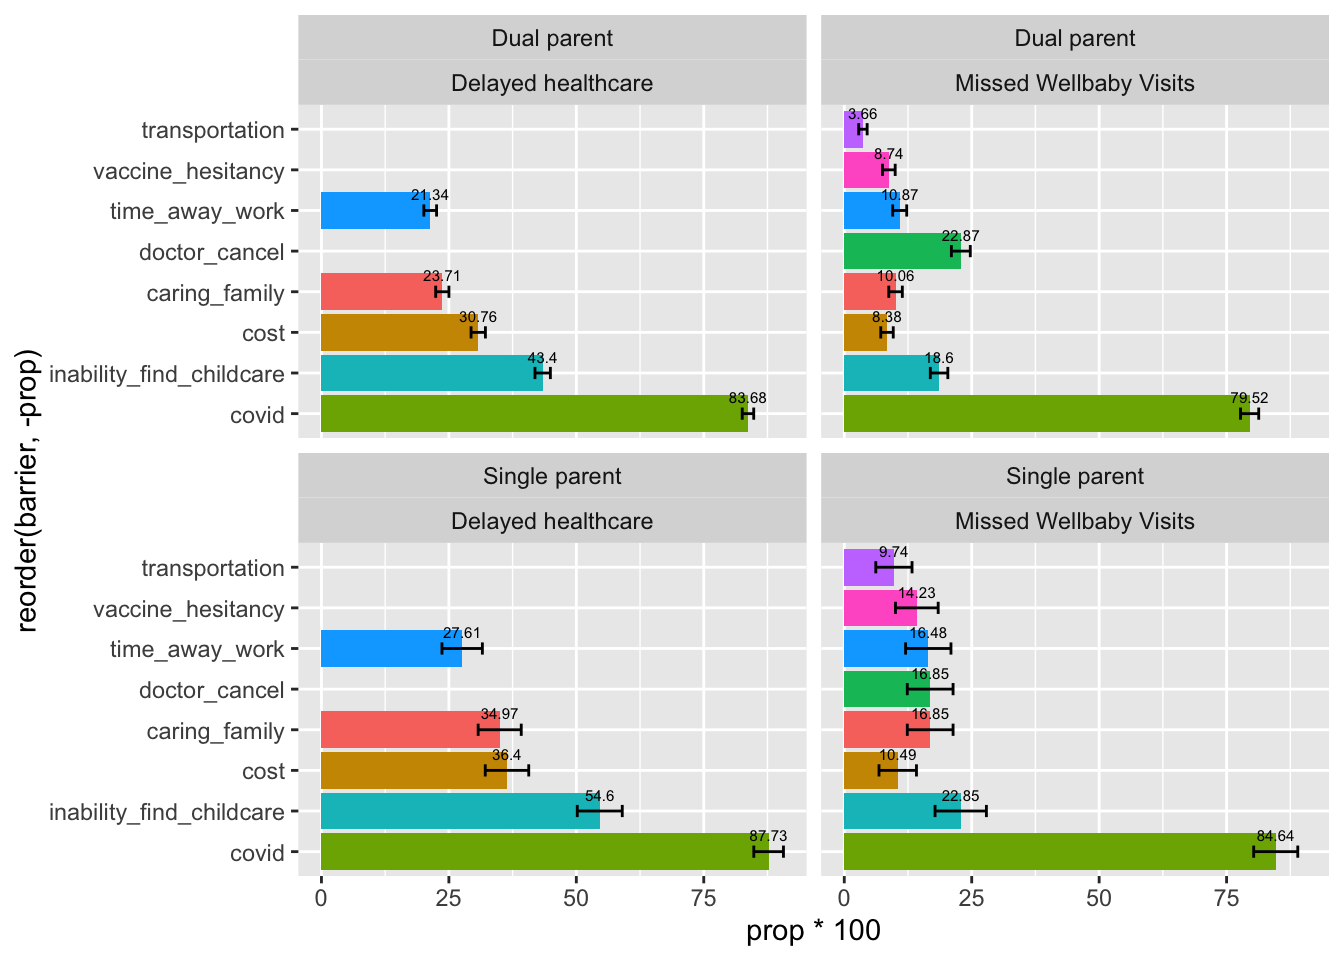 Dual parent
Delayed healthcare
Dual parent
Missed Wellbaby Visits
transportation
vaccine_hesitancy
time_away_work
doctor_cancel
caring_family
cost
inability_find_childcare
covid
21.34
23.71
30.76
43.4
83.68
3.66
8.74
10.87
22.87
10.06
8.38
18.6
79.52
Single parent
Delayed healthcare
Single parent
Missed Wellbaby Visits
transportation
vaccine_hesitancy
time_away_work
doctor_cancel
caring_family
cost
inability_find_childcare
covid
27.61
34.97
36.4
54.6
87.73
9.74
14.23
16.48
16.85
16.85
10.49
22.85
84.64
0 25 50 75
0 25 50 75
prop * 100
reorder(barrier, -prop)